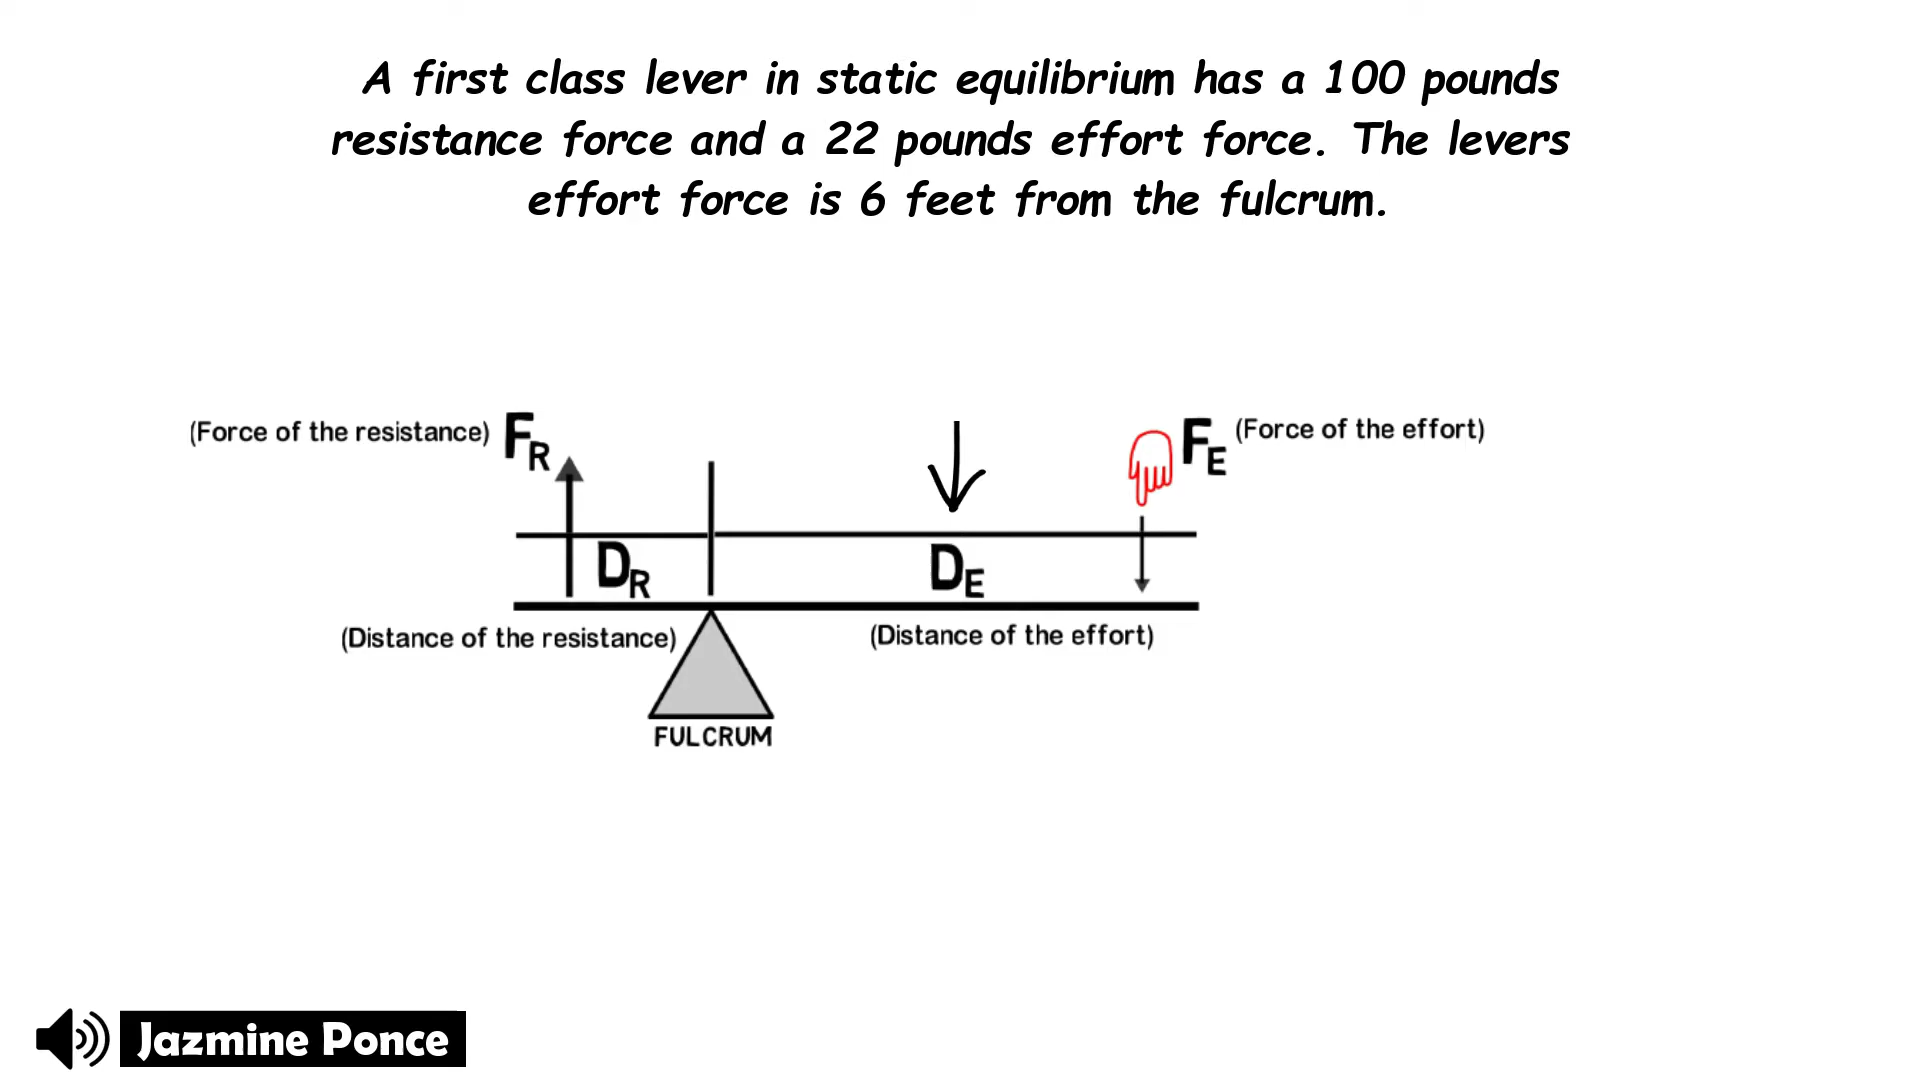 A first class lever in static equilibrium has a 100 pounds
resistance force and a 22 pounds effort force. The levers
effort force is 6 feet from the fulcrum.
(Force of the resistance) FR
FE (Force of the effort)
DR
DE
(Distance of the resistance)
(Distance of the effort)
FULCRUM
Jazmine Ponce